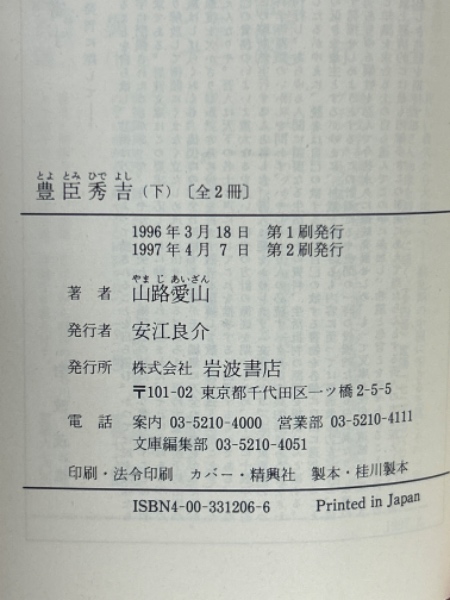 とよ とみ ひで よし
豊臣秀吉(下)〔全2冊〕
1996年3月18日 第1刷発行
1997年4月7日 第2刷発行
やま じ あいざん
著者 山路愛山
発行者 安江良介
発行所 株式会社 岩波書店
〒101-02 東京都千代田区一ツ橋2-5-5
電話 案内 03-5210-4000 営業部 03-5210-4111
文庫編集部 03-5210-4051
印刷・法令印刷 カバー・精興社 製本・桂川製本
ISBN4-00-331206-6 Printed in Japan